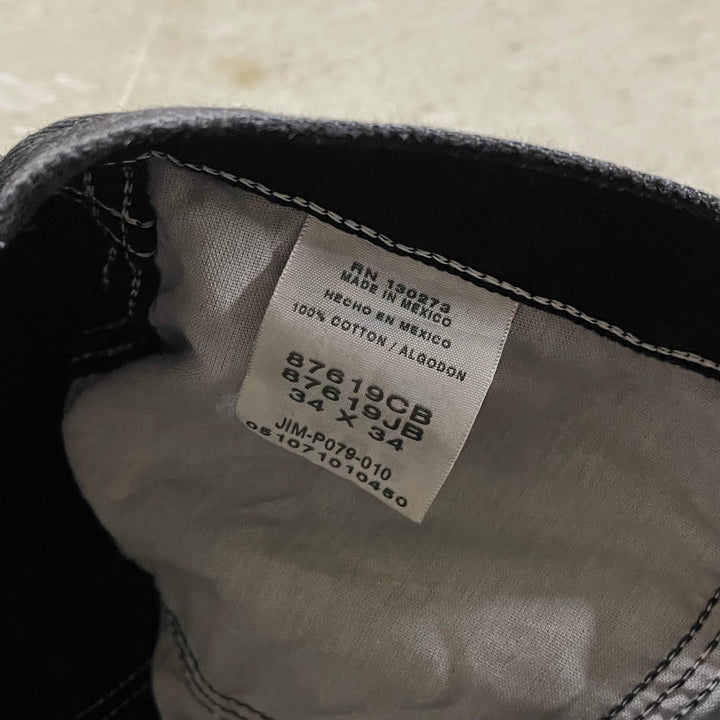 RN 130273
MADE IN MEXICO
HECHO EN MEXICO
100% COTTON / ALGODON
87619CB
87619JB
34 X 34
JIM-P079-010
051071010450